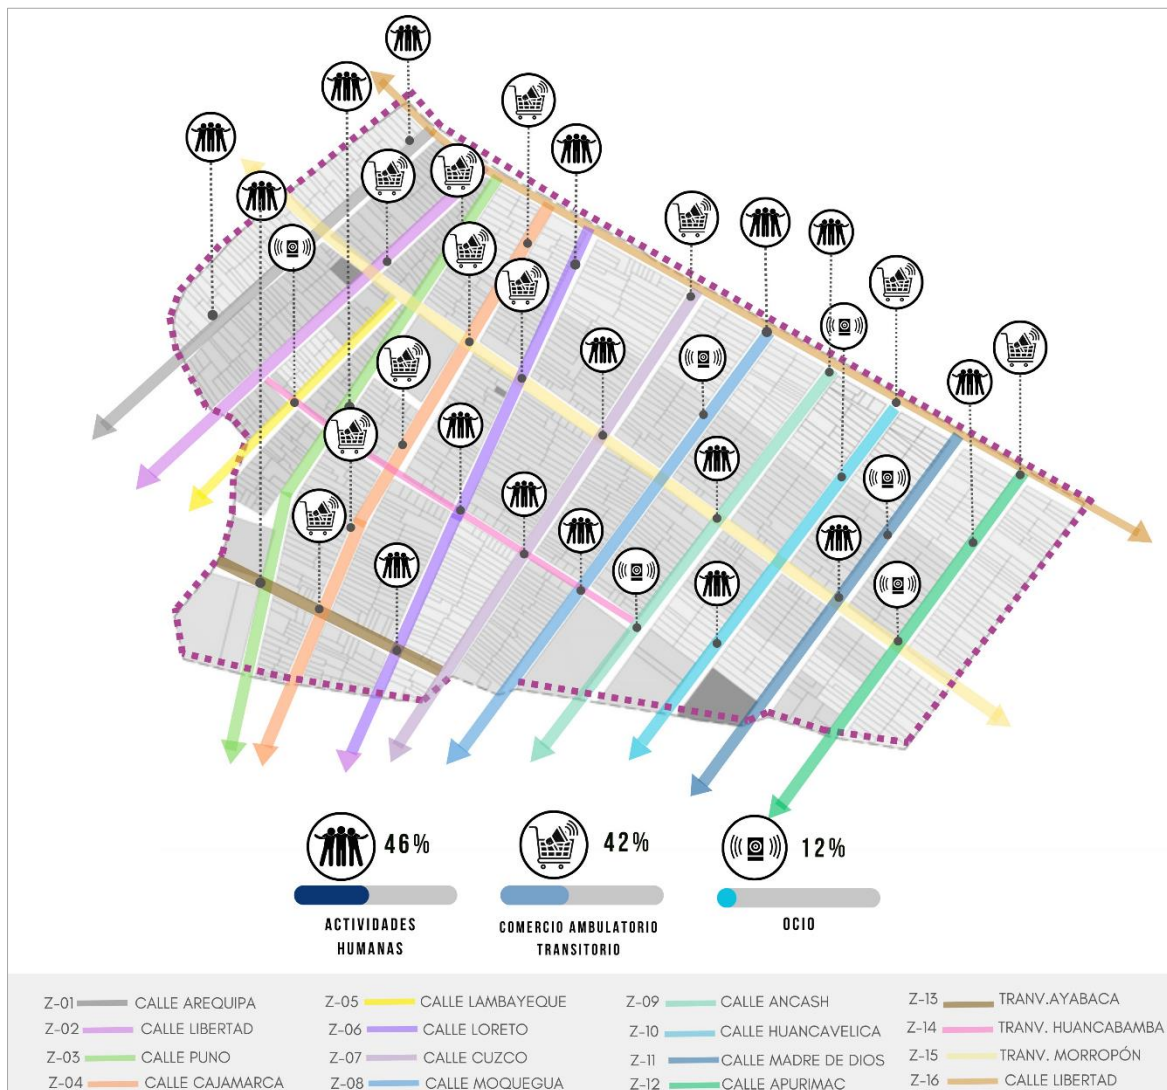 46%
42%
12%
ACTIVIDADES
HUMANAS
COMERCIO AMBULATORIO
TRANSITORIO
OCIO
Z-01 CALLE AREQUIPA
Z-02 CALLE LIBERTAD
Z-03 CALLE PUNO
Z-04 CALLE CAJAMARCA
Z-05 CALLE LAMBAYEQUE
Z-06 CALLE LORETO
Z-07 CALLE CUZCO
Z-08 CALLE MOQUEGUA
Z-09 CALLE ANCASH
Z-10 CALLE HUANCAVELICA
Z-11 CALLE MADRE DE DIOS
Z-12 CALLE APURIMAC
Z-13 TRANV.AYABACA
Z-14 TRANV. HUANCABAMBA
Z-15 TRANV. MORROPÓN
Z-16 CALLE LIBERTAD